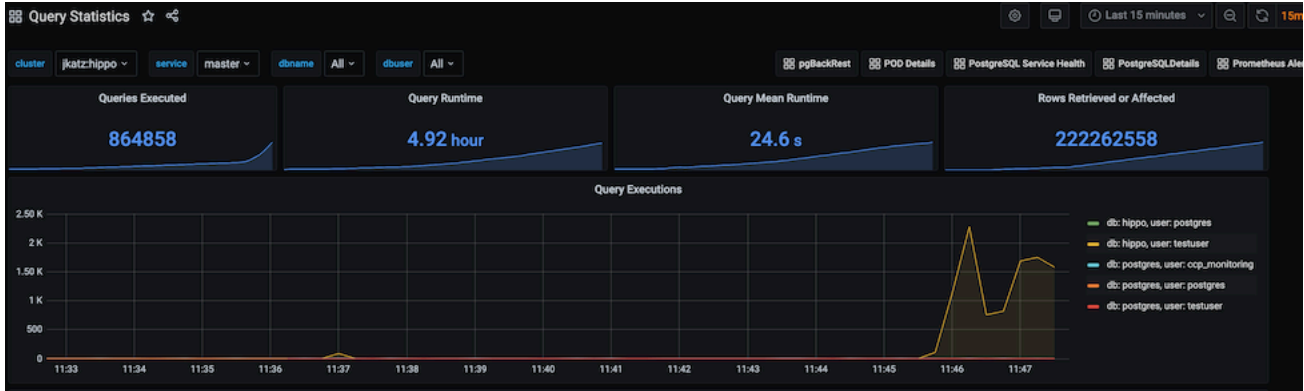 Query Statistics
Last 15 minutes
15m
cluster jkatz:hippo service master dbname All dbuser All
pgBackRest POD Details PostgreSQL Service Health PostgreSQLDetails Prometheus Aler
Queries Executed Query Runtime Query Mean Runtime Rows Retrieved or Affected
864858 4.92 hour 24.6 s 222262558
Query Executions
2.50 K
2 K
1.50 K
1 K
500
0
11:33 11:34 11:35 11:36 11:37 11:38 11:39 11:40 11:41 11:42 11:43 11:44 11:45 11:46 11:47
db: hippo, user: postgres
db: hippo, user: testuser
db: postgres, user: ccp_monitoring
db: postgres, user: postgres
db: postgres, user: testuser